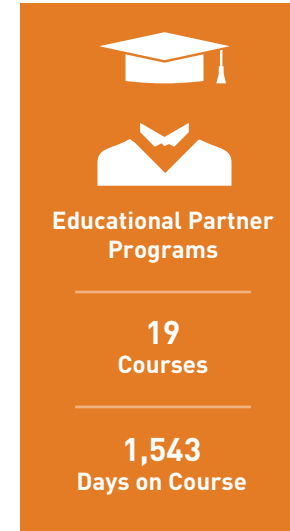 Educational Partner
Programs
19
Courses
1,543
Days on Course